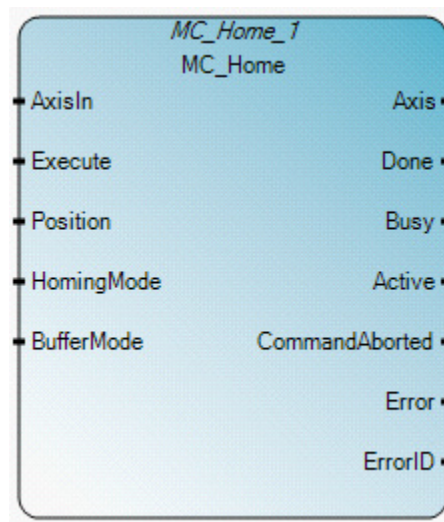 MC_Home_1
MC_Home
AxisIn Axis
Execute Done
Position Busy
HomingMode Active
BufferMode CommandAborted
Error
ErrorID